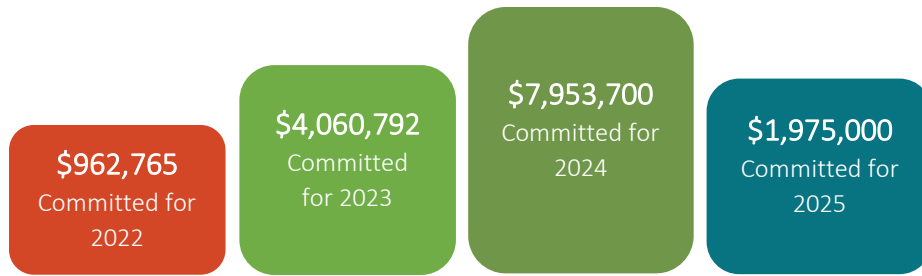 $962,765
Committed for
2022
$4,060,792
Committed
for 2023
$7,953,700
Committed for
2024
$1,975,000
Committed for
2025